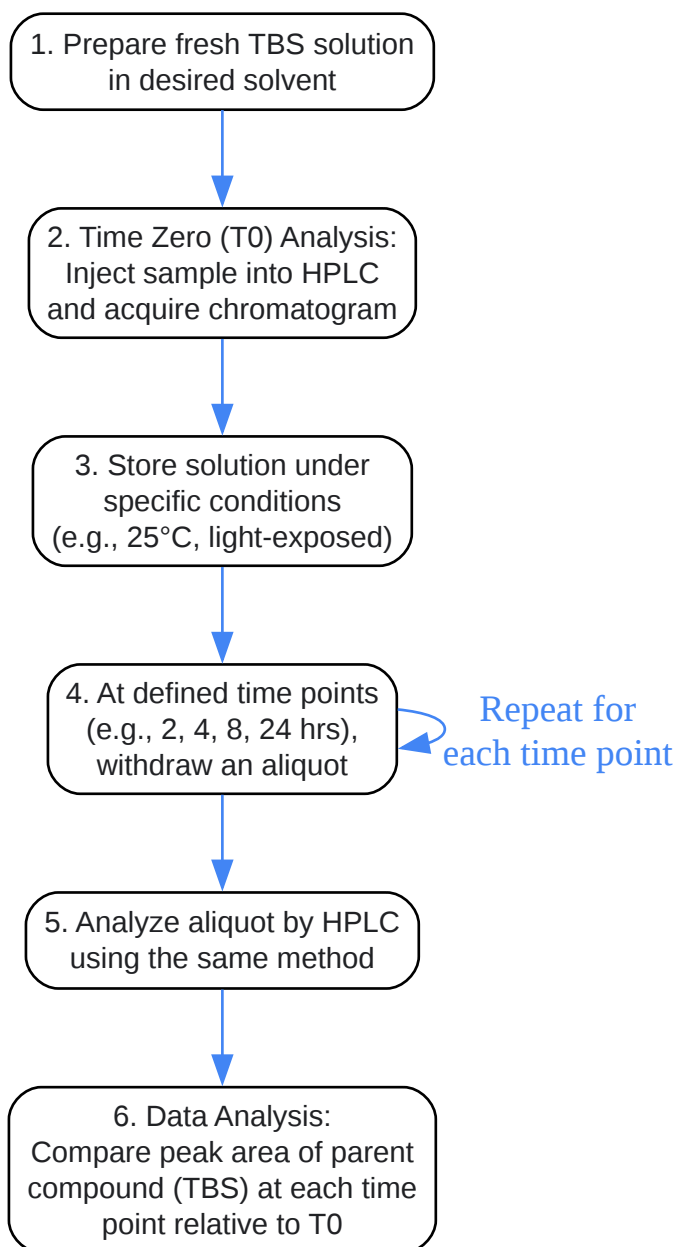 1. Prepare fresh TBS solution
in desired solvent
2. Time Zero (T0) Analysis:
Inject sample into HPLC
and acquire chromatogram
3. Store solution under
specific conditions
(e.g., 25°C, light-exposed)
4. At defined time points
(e.g., 2, 4, 8, 24 hrs),
withdraw an aliquot
Repeat for
each time point
5. Analyze aliquot by HPLC
using the same method
6. Data Analysis:
Compare peak area of parent
compound (TBS) at each time
point relative to T0